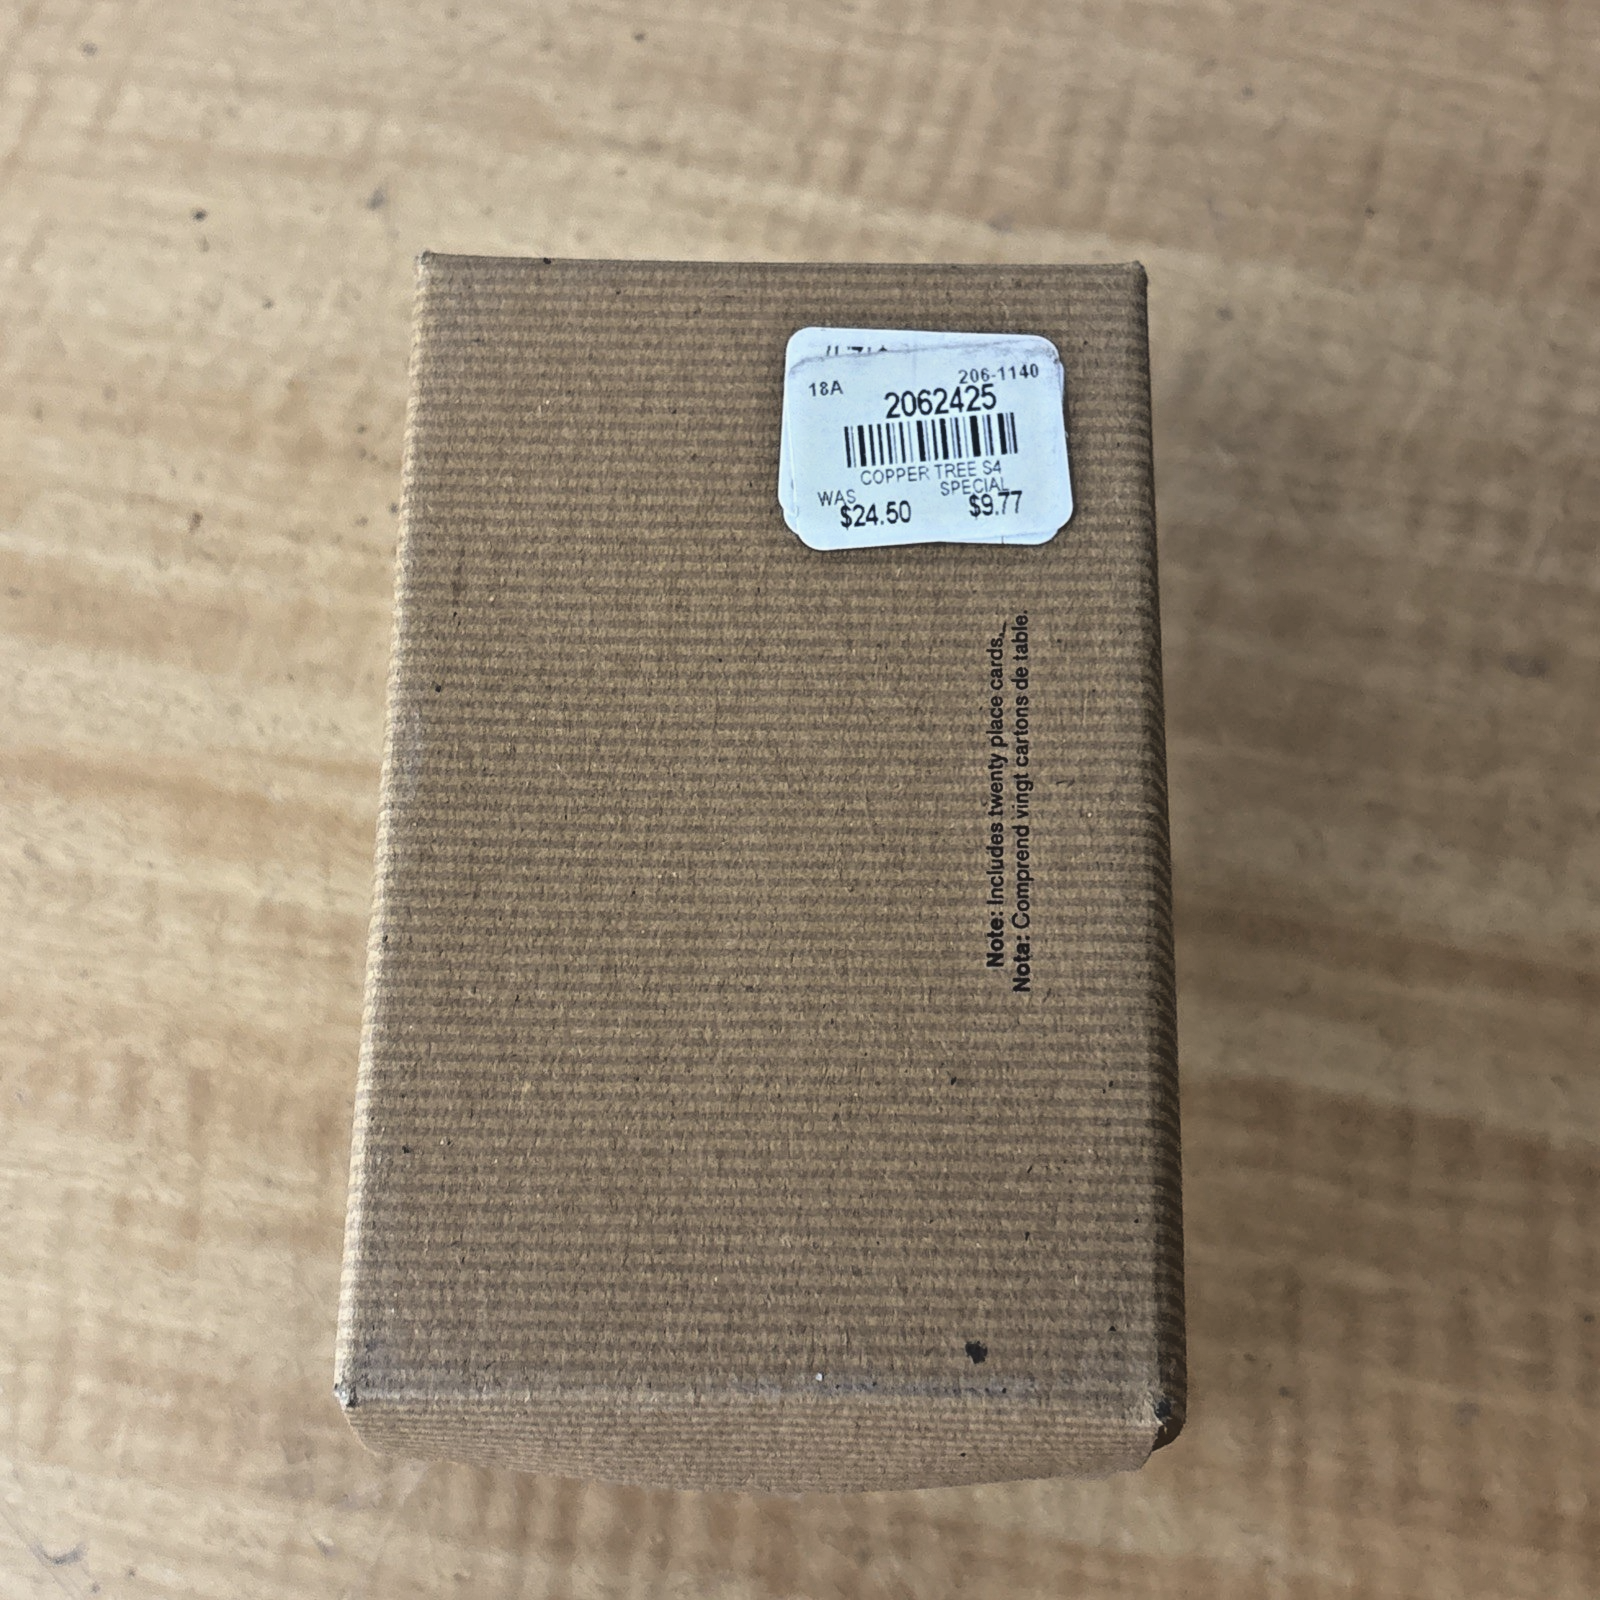 18A 206-1140
2062425
COPPER TREE S4
WAS SPECIAL
$24.50 $9.77
Note: Includes twenty place cards.
Nota: Comprend vingt cartons de table.